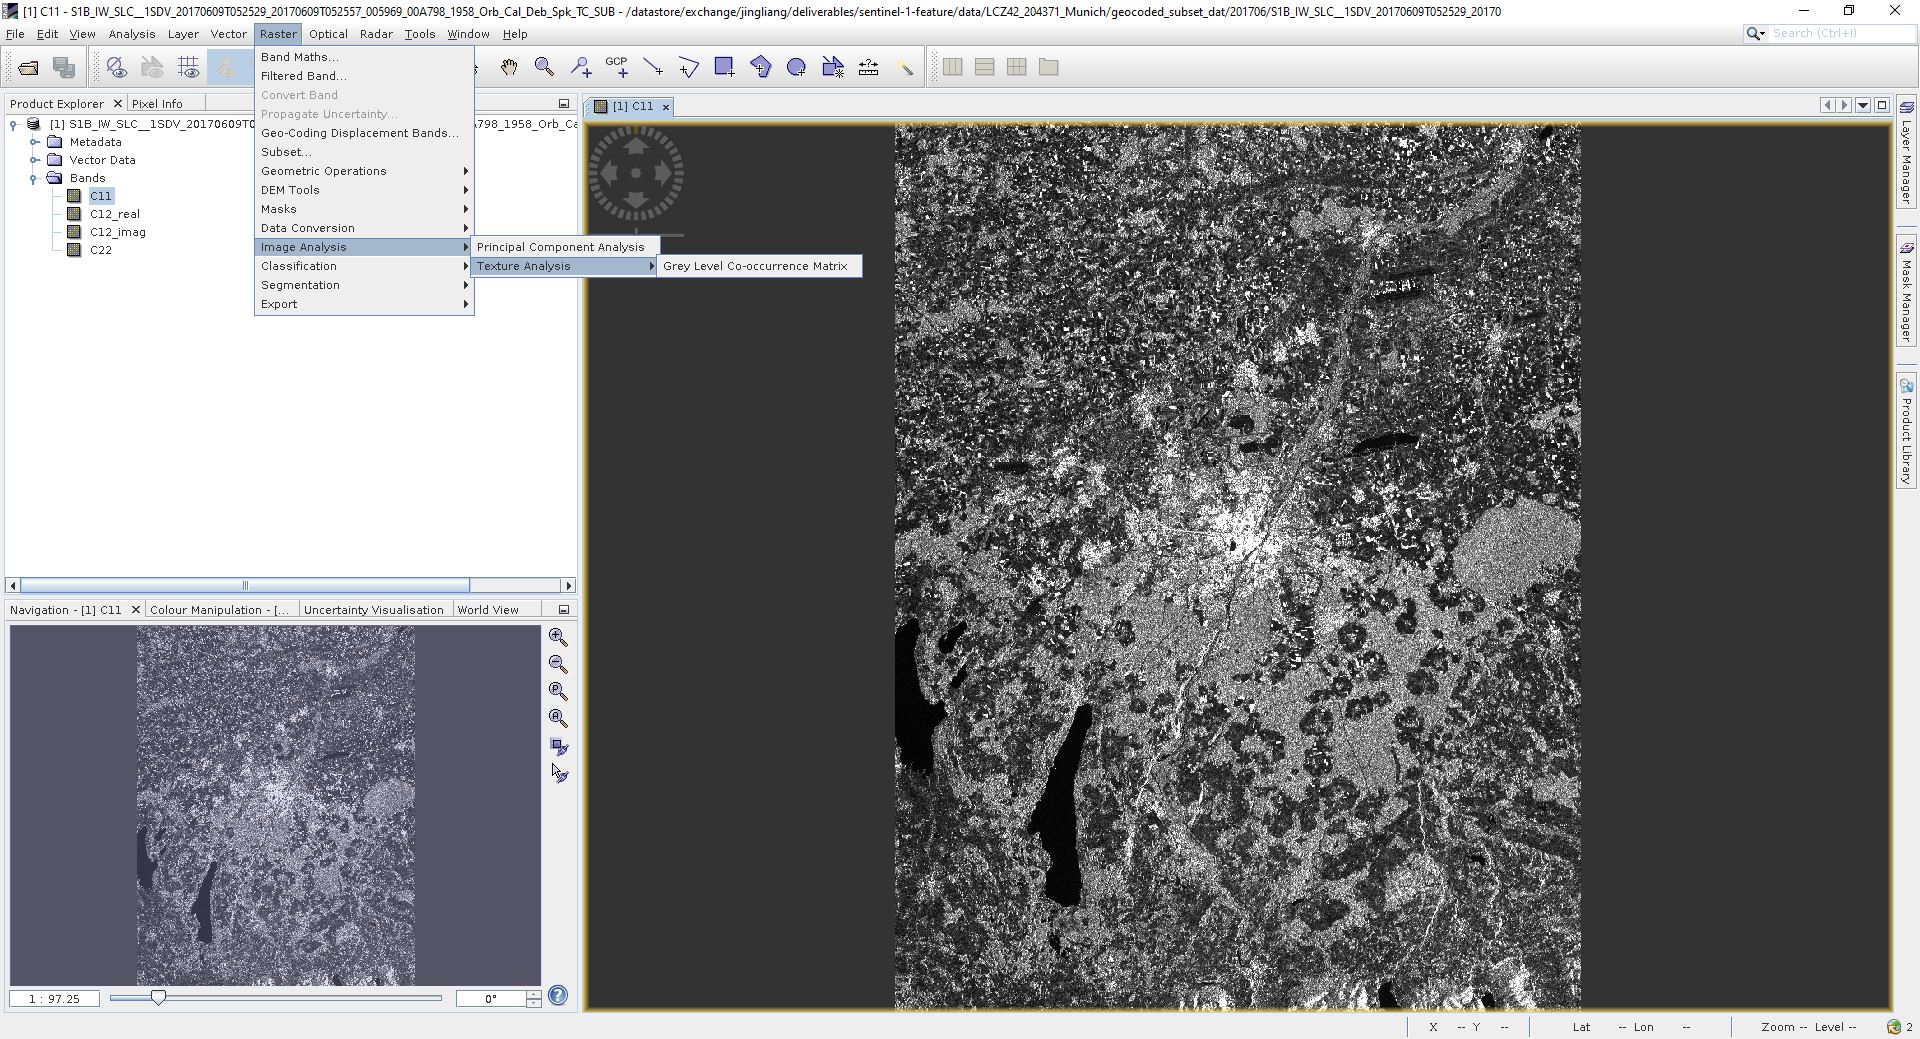 [1] C11 - S1B_IW_SLC__1SDV_20170609T052529_20170609T052557_005969_00A798_1958_Orb_Cal_Deb_Spk_TC_SUB - /datastore/exchange/jingliang/deliverables/sentinel-1-feature/data/LCZ42_204371_Munich/geocoded_subset_dat/201706/S1B_IW_SLC__1SDV_20170609T052529_20170
File Edit View Analysis Layer Vector Raster Optical Radar Tools Window Help
Search (Ctrl+I)
GCP
Band Maths...
Filtered Band...
Convert Band
Propagate Uncertainty...
Geo-Coding Displacement Bands...
Subset...
Geometric Operations
DEM Tools
Masks
Data Conversion
Image Analysis
Classification
Segmentation
Export
Principal Component Analysis
Texture Analysis
Grey Level Co-occurrence Matrix
Product Explorer Pixel Info
[1] S1B_IW_SLC__1SDV_20170609T0
A798_1958_Orb_Ca
Metadata
Vector Data
Bands
C11
C12_real
C12_imag
C22
[1] C11
Layer Manager
Mask Manager
Product Library
Navigation - [1] C11 Colour Manipulation - [... Uncertainty Visualisation World View
1 : 97.25
0°
X -- Y -- Lat -- Lon -- Zoom -- Level -- 2